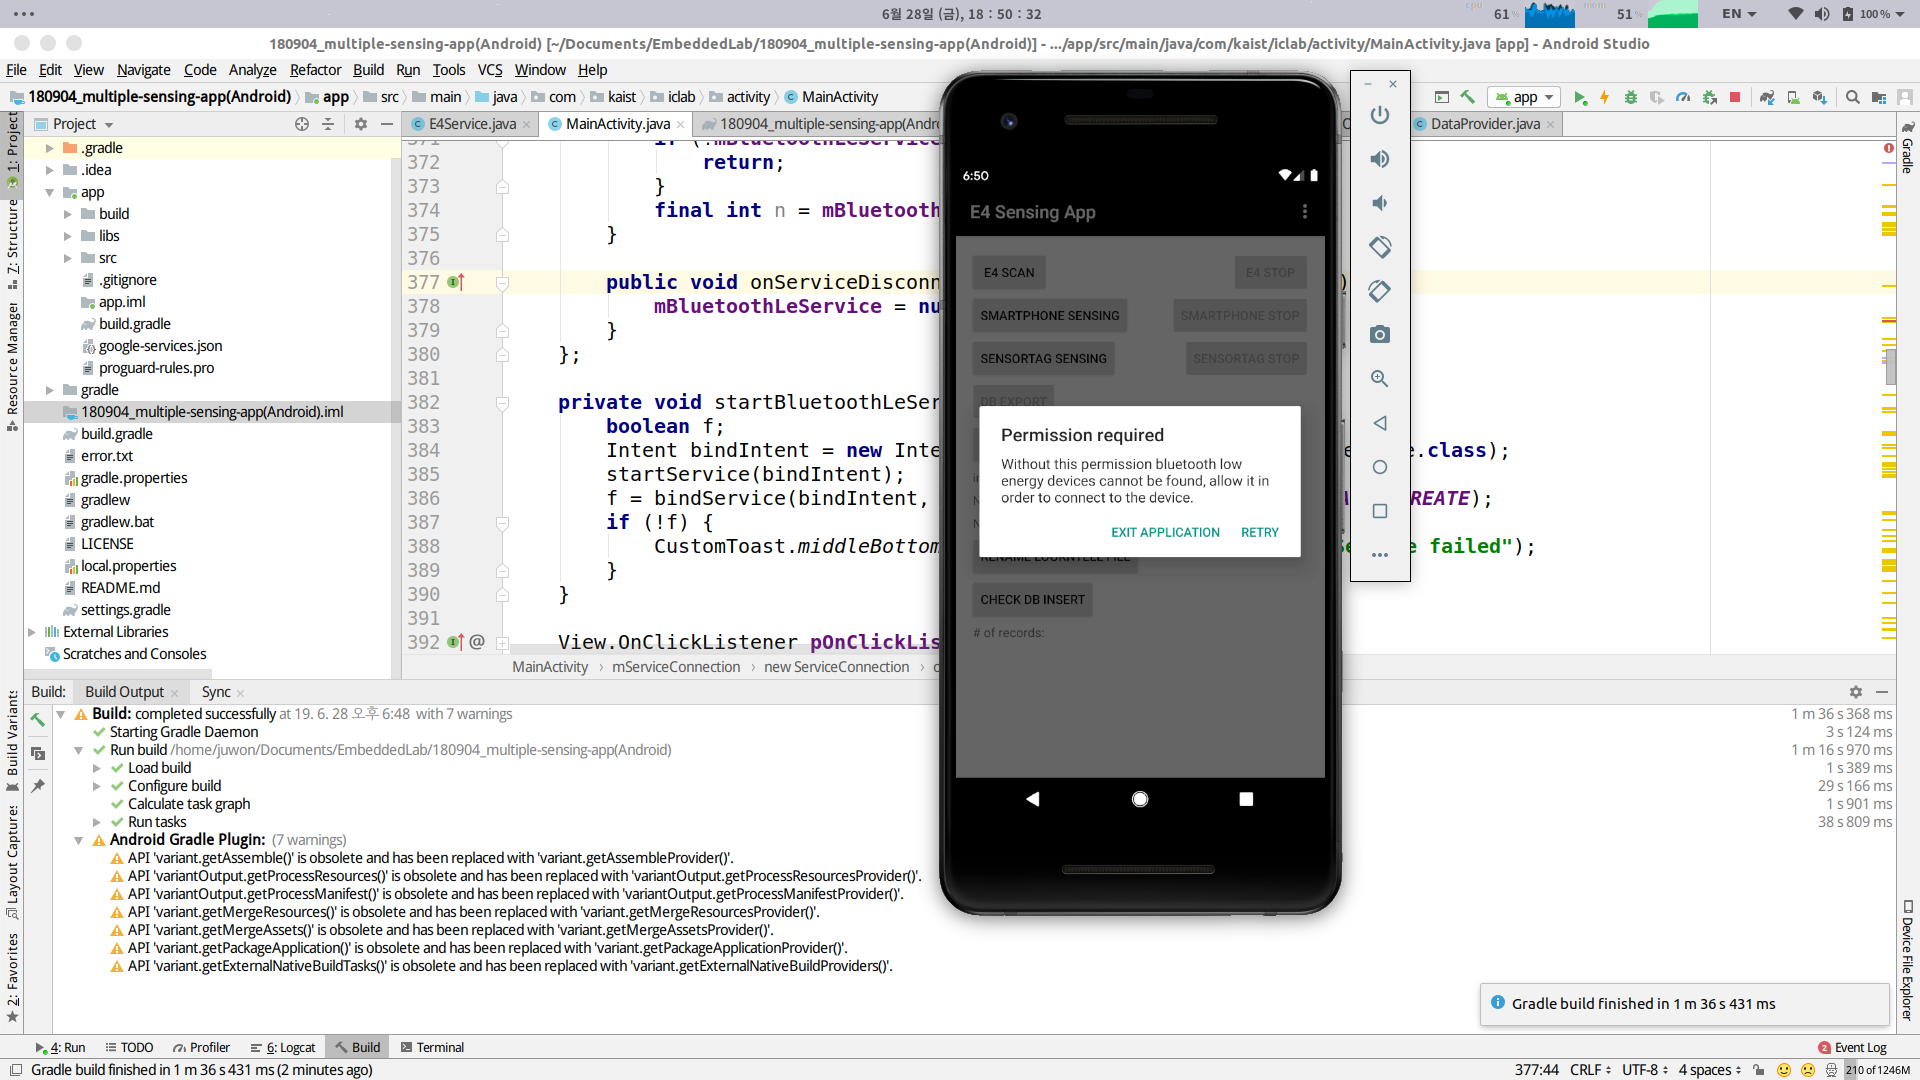 6월 28일 (금), 18 : 50 : 32
cpu 61% mem 51% EN 100%
180904_multiple-sensing-app(Android) [~/Documents/EmbeddedLab/180904_multiple-sensing-app(Android)] - .../app/src/main/java/com/kaist/iclab/activity/MainActivity.java [app] - Android Studio
File Edit View Navigate Code Analyze Refactor Build Run Tools VCS Window Help
180904_multiple-sensing-app(Android) app src main java com kaist iclab activity MainActivity
app
Project
E4Service.java MainActivity.java 180904_multiple-sensing-app(Andro DataProvider.java
1: Project
7: Structure
Resource Manager
Build Variants
Layout Captures
2: Favorites
Gradle
Device File Explorer
.gradle
.idea
app
build
libs
src
.gitignore
app.iml
build.gradle
google-services.json
proguard-rules.pro
gradle
180904_multiple-sensing-app(Android).iml
build.gradle
error.txt
gradle.properties
gradlew
gradlew.bat
LICENSE
local.properties
README.md
settings.gradle
External Libraries
Scratches and Consoles
371 if (!mBluetoothLeService
372 return;
373 }
374 final int n = mBluetooth
375 }
376
377 public void onServiceDisconn )
378 mBluetoothLeService = nu
379 }
380 };
381
382 private void startBluetoothLeSer
383 boolean f;
384 Intent bindIntent = new Inte e.class);
385 startService(bindIntent);
386 f = bindService(bindIntent, REATE);
387 if (!f) {
388 CustomToast.middleBottom e failed");
389 }
390 }
391
392 @ View.OnClickListener pOnClickLis
MainActivity mServiceConnection new ServiceConnection
6:50
E4 Sensing App
E4 SCAN E4 STOP
SMARTPHONE SENSING SMARTPHONE STOP
SENSORTAG SENSING SENSORTAG STOP
DB EXPORT
Permission required
Without this permission bluetooth low
energy devices cannot be found, allow it in
order to connect to the device.
EXIT APPLICATION RETRY
CHECK DB INSERT
# of records:
Build: Build Output Sync
Build: completed successfully at 19. 6. 28 오후 6:48 with 7 warnings 1 m 36 s 368 ms
Starting Gradle Daemon 3 s 124 ms
Run build /home/juwon/Documents/EmbeddedLab/180904_multiple-sensing-app(Android) 1 m 16 s 970 ms
Load build 1 s 389 ms
Configure build 29 s 166 ms
Calculate task graph 1 s 901 ms
Run tasks 38 s 809 ms
Android Gradle Plugin: (7 warnings)
API 'variant.getAssemble()' is obsolete and has been replaced with 'variant.getAssembleProvider()'.
API 'variantOutput.getProcessResources()' is obsolete and has been replaced with 'variantOutput.getProcessResourcesProvider()'.
API 'variantOutput.getProcessManifest()' is obsolete and has been replaced with 'variantOutput.getProcessManifestProvider()'.
API 'variant.getMergeResources()' is obsolete and has been replaced with 'variant.getMergeResourcesProvider()'.
API 'variant.getMergeAssets()' is obsolete and has been replaced with 'variant.getMergeAssetsProvider()'.
API 'variant.getPackageApplication()' is obsolete and has been replaced with 'variant.getPackageApplicationProvider()'.
API 'variant.getExternalNativeBuildTasks()' is obsolete and has been replaced with 'variant.getExternalNativeBuildProviders()'.
Gradle build finished in 1 m 36 s 431 ms
4: Run TODO Profiler 6: Logcat Build Terminal 2 Event Log
Gradle build finished in 1 m 36 s 431 ms (2 minutes ago) 377:44 CRLF UTF-8 4 spaces 210 of 1246M